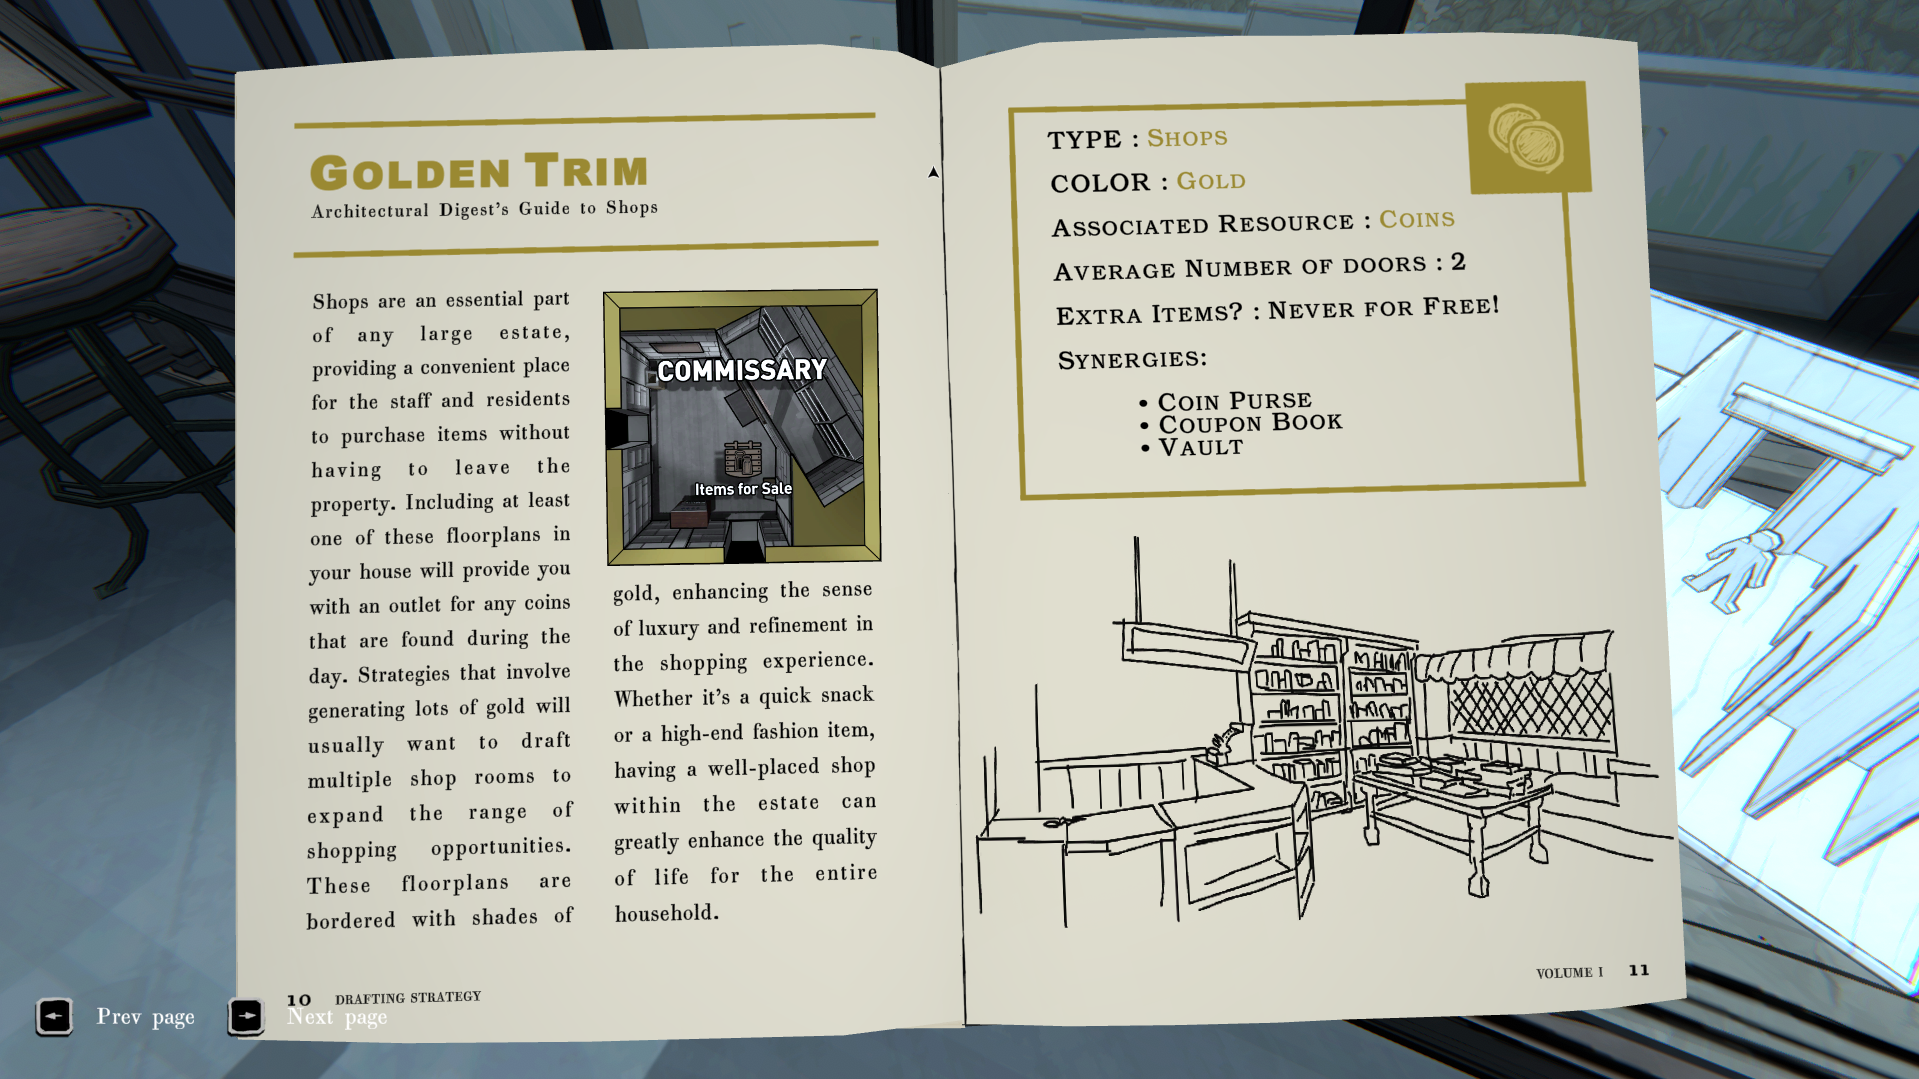 GOLDEN TRIM
Architectural Digest's Guide to Shops
Shops are an essential part
of any large estate,
providing a convenient place
for the staff and residents
to purchase items without
having to leave the
property. Including at least
one of these floorplans in
your house will provide you
with an outlet for any coins
that are found during the
day. Strategies that involve
generating lots of gold will
usually want to draft
multiple shop rooms to
expand the range of
shopping opportunities.
These floorplans are
bordered with shades of
COMMISSARY
Items for Sale
gold, enhancing the sense
of luxury and refinement in
the shopping experience.
Whether it's a quick snack
or a high-end fashion item,
having a well-placed shop
within the estate can
greatly enhance the quality
of life for the entire
household.
10 DRAFTING STRATEGY
TYPE : SHOPS
COLOR : GOLD
ASSOCIATED RESOURCE : COINS
AVERAGE NUMBER OF DOORS : 2
EXTRA ITEMS? : NEVER FOR FREE!
SYNERGIES:
• COIN PURSE
• COUPON BOOK
• VAULT
VOLUME I 11
Prev page
Next page